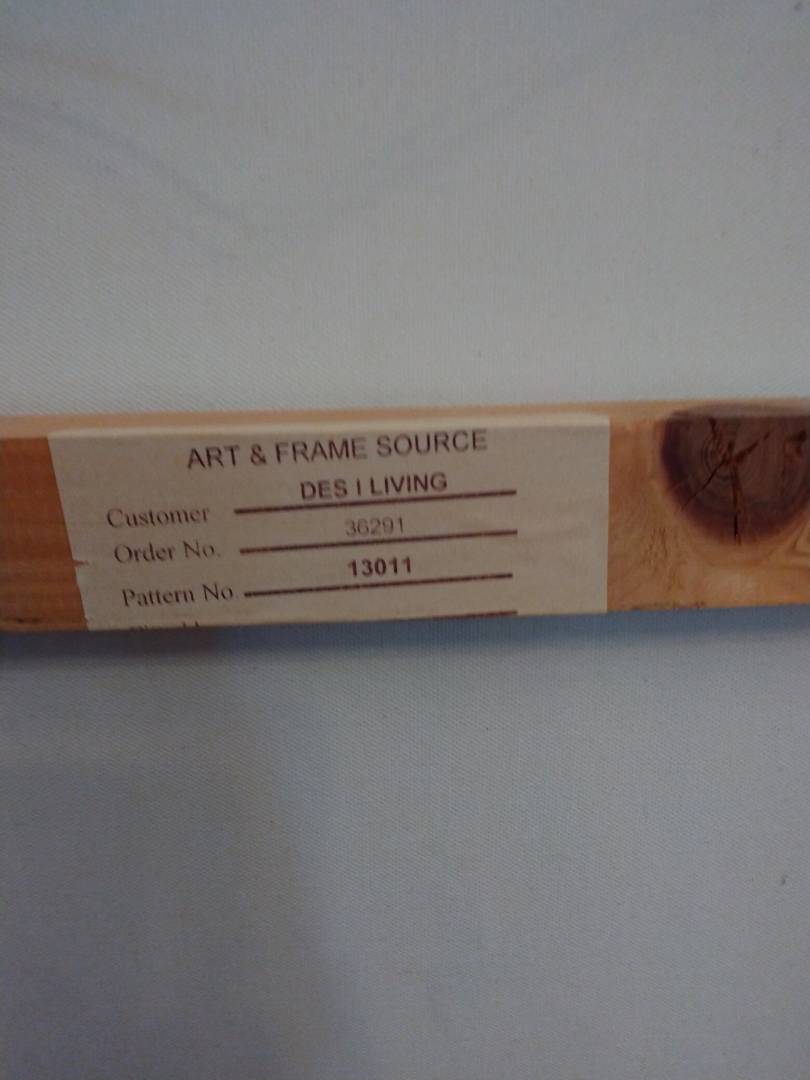 ART & FRAME SOURCE
Customer DES I LIVING
Order No. 36291
Pattern No 13011